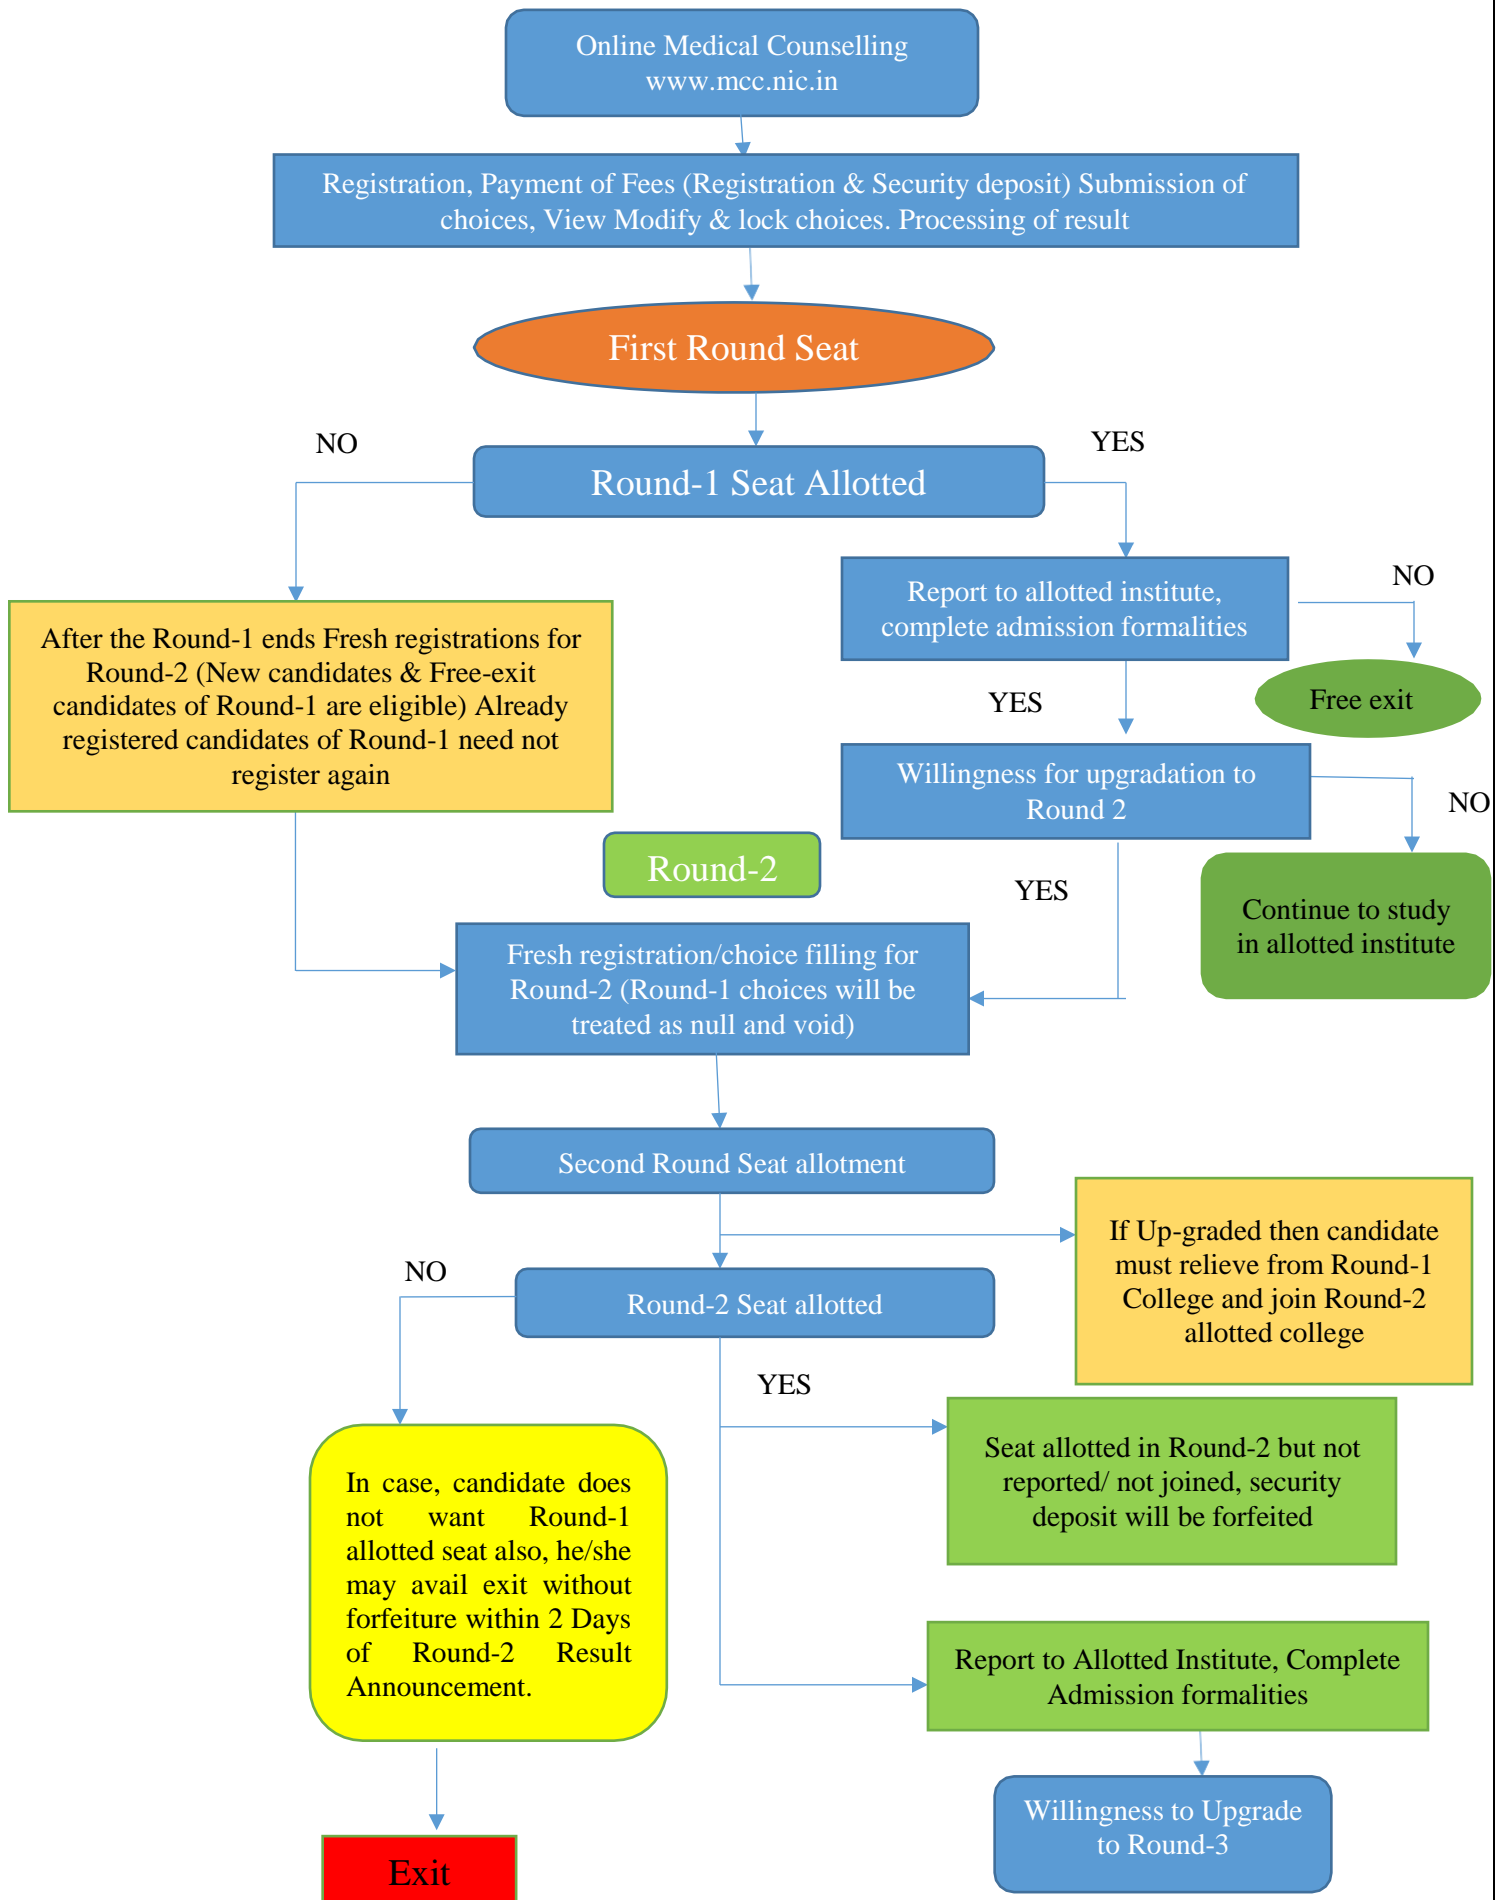 Online Medical Counselling
www.mcc.nic.in
Registration, Payment of Fees (Registration & Security deposit) Submission of
choices, View Modify & lock choices. Processing of result
First Round Seat
NO
YES
Round-1 Seat Allotted
Report to allotted institute,
complete admission formalities
NO
After the Round-1 ends Fresh registrations for
Round-2 (New candidates & Free-exit
candidates of Round-1 are eligible) Already
registered candidates of Round-1 need not
register again
YES
Free exit
Willingness for upgradation to
Round 2
NO
Round-2
YES
Continue to study
in allotted institute
Fresh registration/choice filling for
Round-2 (Round-1 choices will be
treated as null and void)
Second Round Seat allotment
If Up-graded then candidate
must relieve from Round-1
College and join Round-2
allotted college
NO
Round-2 Seat allotted
YES
Seat allotted in Round-2 but not
reported/ not joined, security
deposit will be forfeited
In case, candidate does
not want Round-1
allotted seat also, he/she
may avail exit without
forfeiture within 2 Days
of Round-2 Result
Announcement.
Report to Allotted Institute, Complete
Admission formalities
Willingness to Upgrade
to Round-3
Exit